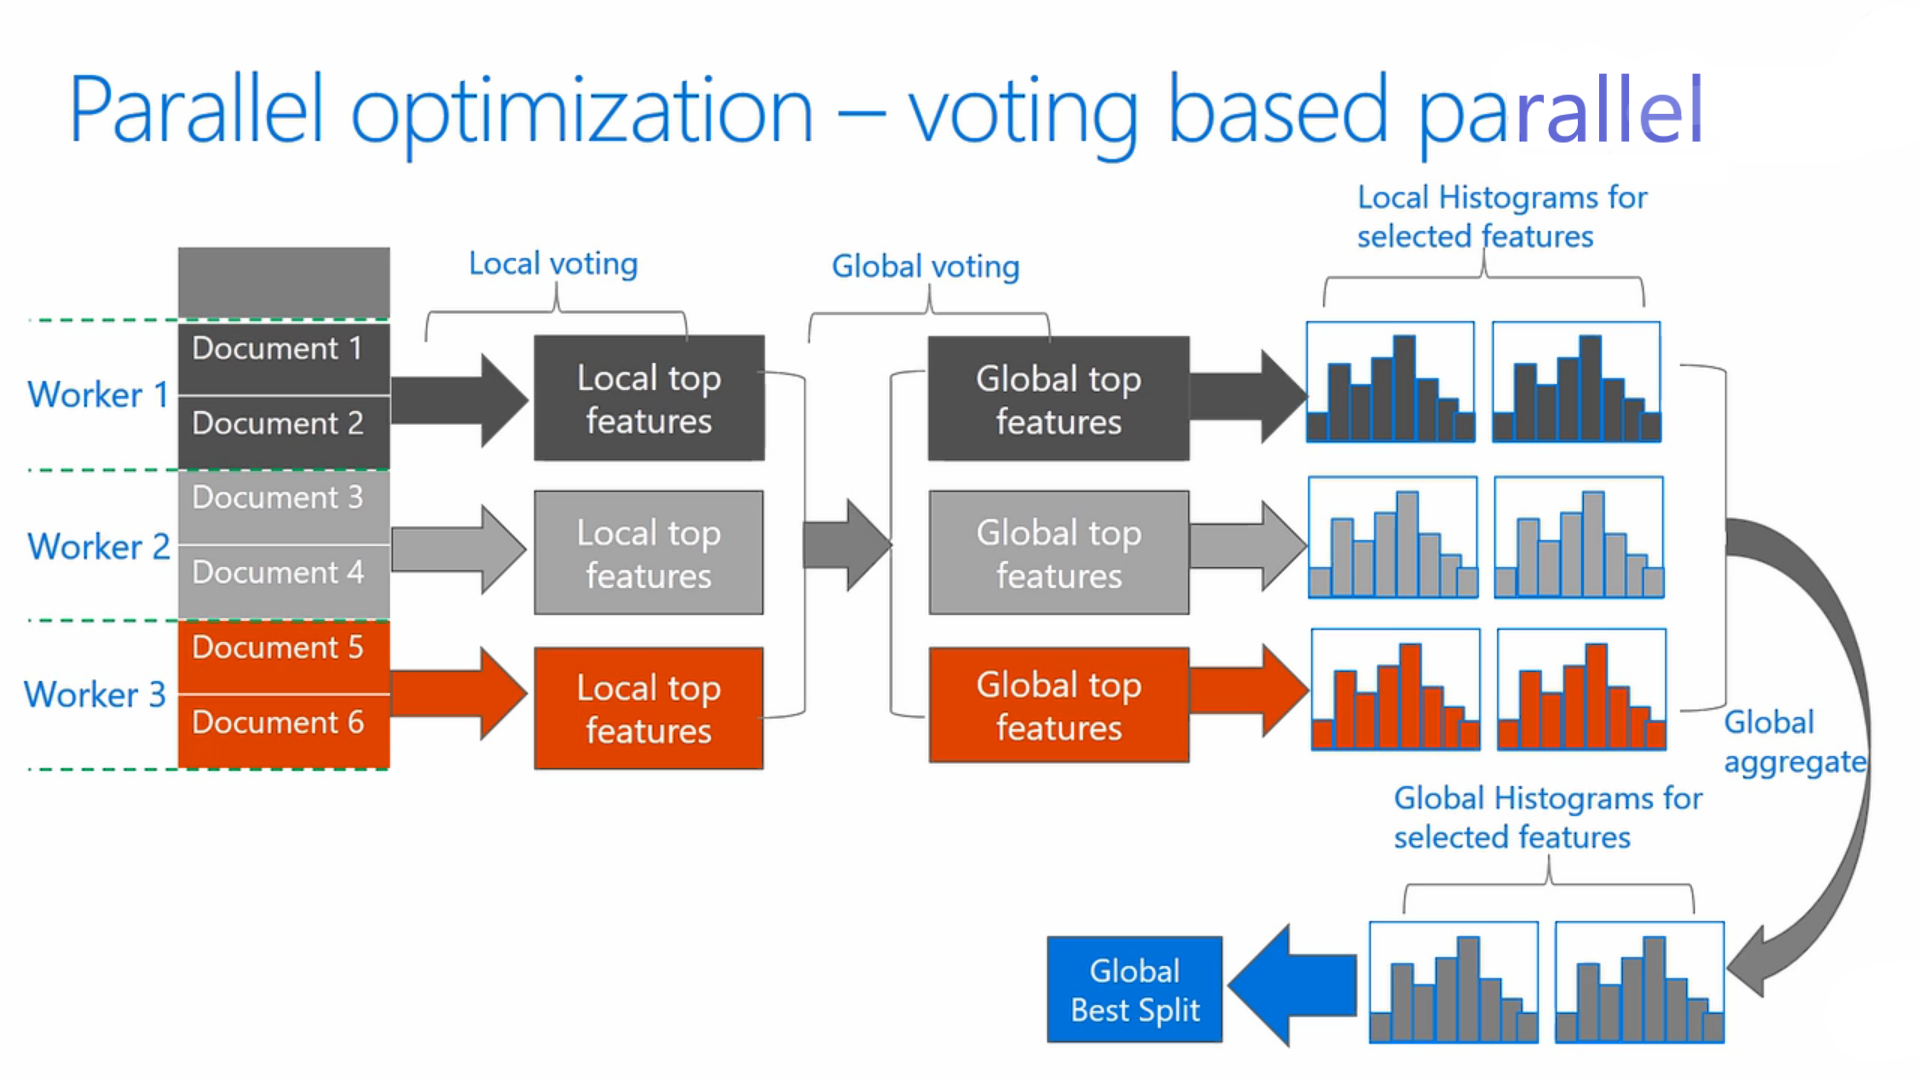 Parallel optimization – voting based parallel
Local Histograms for
selected features
Local voting
Global voting
Worker 1
Document 1
Document 2
Local top
features
Global top
features
Worker 2
Document 3
Document 4
Local top
features
Global top
features
Worker 3
Document 5
Document 6
Local top
features
Global top
features
Global
aggregate
Global Histograms for
selected features
Global
Best Split